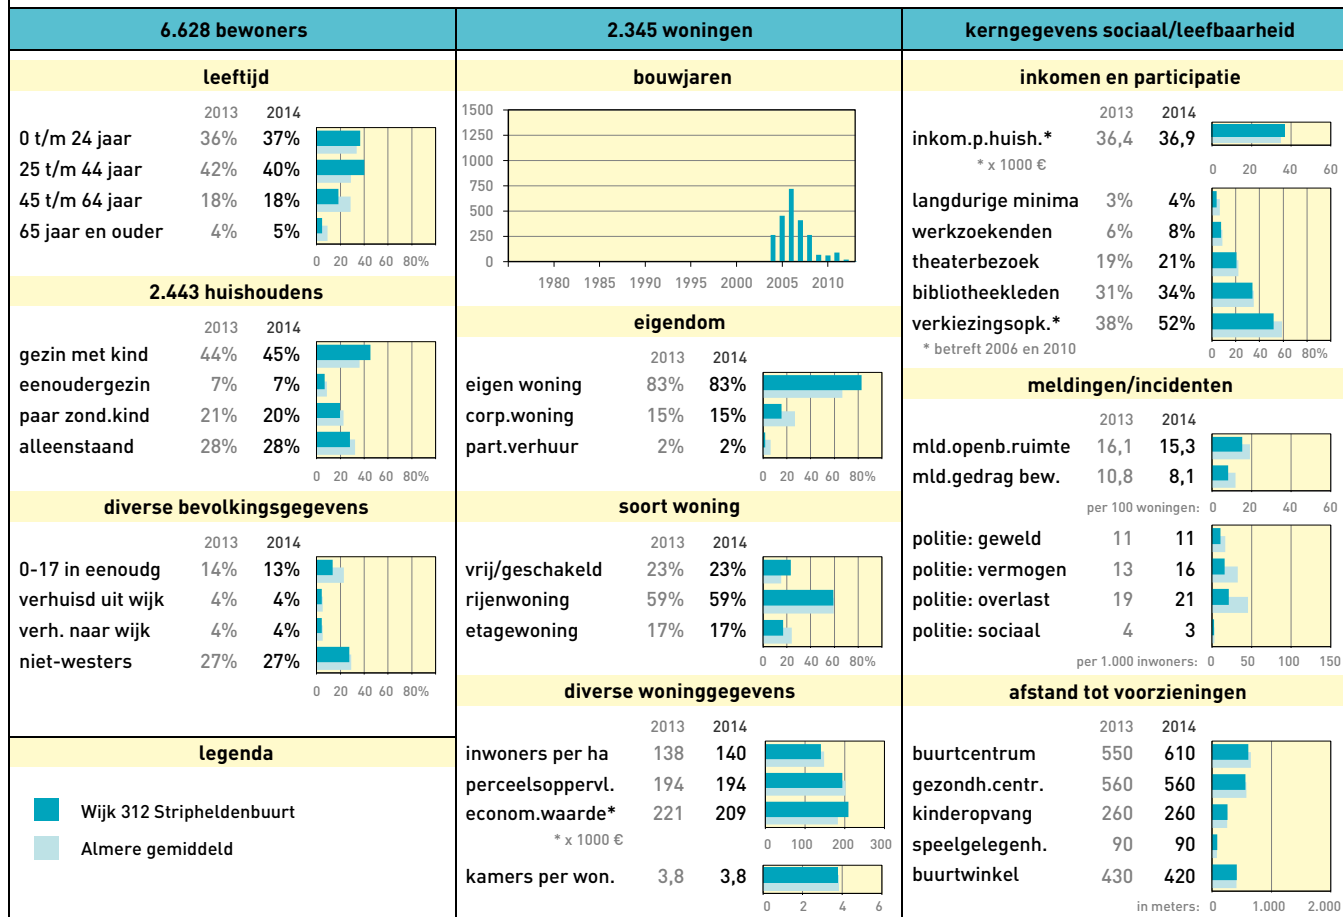 6.628 bewoners
leeftijd
2013 2014
0 t/m 24 jaar 36% 37%
25 t/m 44 jaar 42% 40%
45 t/m 64 jaar 18% 18%
65 jaar en ouder 4% 5%
0 20 40 60 80%
2.443 huishoudens
2013 2014
gezin met kind 44% 45%
eenoudergezin 7% 7%
paar zond.kind 21% 20%
alleenstaand 28% 28%
0 20 40 60 80%
diverse bevolkingsgegevens
2013 2014
0-17 in eenoudg 14% 13%
verhuisd uit wijk 4% 4%
verh. naar wijk 4% 4%
niet-westers 27% 27%
0 20 40 60 80%
legenda
Wijk 312 Stripheldenbuurt
Almere gemiddeld
2.345 woningen
bouwjaren
1500
1250
1000
750
500
250
0
1980 1985 1990 1995 2000 2005 2010
eigendom
2013 2014
eigen woning 83% 83%
corp.woning 15% 15%
part.verhuur 2% 2%
0 20 40 60 80%
soort woning
2013 2014
vrij/geschakeld 23% 23%
rijenwoning 59% 59%
etagewoning 17% 17%
0 20 40 60 80%
diverse woninggegevens
2013 2014
inwoners per ha 138 140
perceelsoppervl. 194 194
econom.waarde* 221 209
* x 1000 €
0 100 200 300
kamers per won. 3,8 3,8
0 2 4 6
kerngegevens sociaal/leefbaarheid
inkomen en participatie
2013 2014
inkom.p.huish.* 36,4 36,9
* x 1000 €
0 20 40 60
langdurige minima 3% 4%
werkzoekenden 6% 8%
theaterbezoek 19% 21%
bibliotheekleden 31% 34%
verkiezingsopk.* 38% 52%
* betreft 2006 en 2010
0 20 40 60 80%
meldingen/incidenten
2013 2014
mld.openb.ruimte 16,1 15,3
mld.gedrag bew. 10,8 8,1
per 100 woningen: 0 20 40 60
politie: geweld 11 11
politie: vermogen 13 16
politie: overlast 19 21
politie: sociaal 4 3
per 1.000 inwoners: 0 50 100 150
afstand tot voorzieningen
2013 2014
buurtcentrum 550 610
gezondh.centr. 560 560
kinderopvang 260 260
speelgelegenh. 90 90
buurtwinkel 430 420
in meters: 0 1.000 2.000